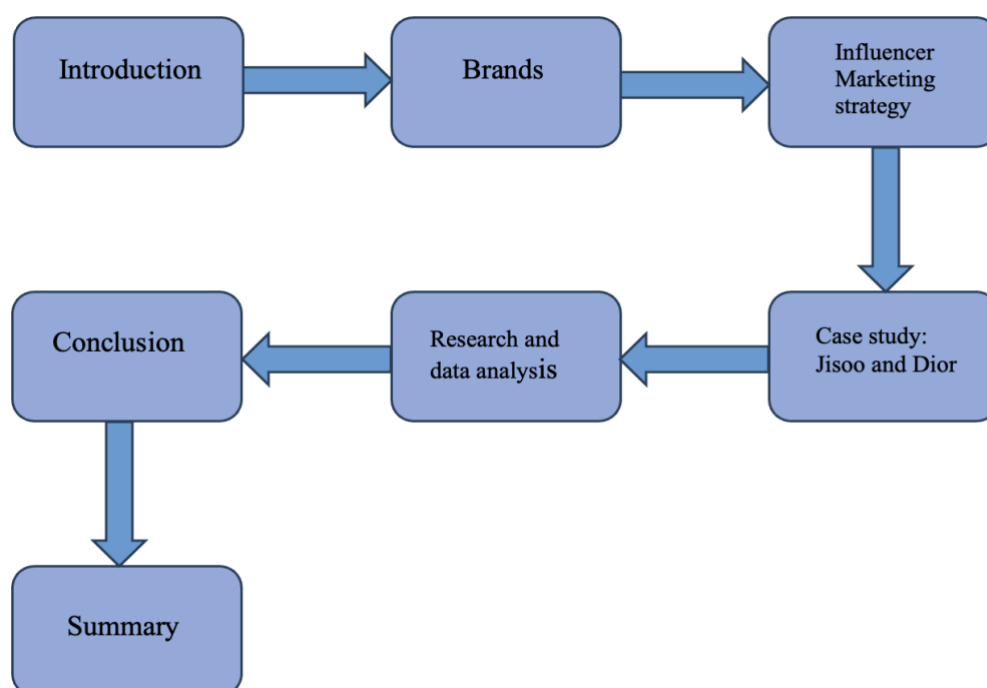 Introduction
Brands
Influencer
Marketing
strategy
Case study:
Jisoo and Dior
Research and
data analysis
Conclusion
Summary